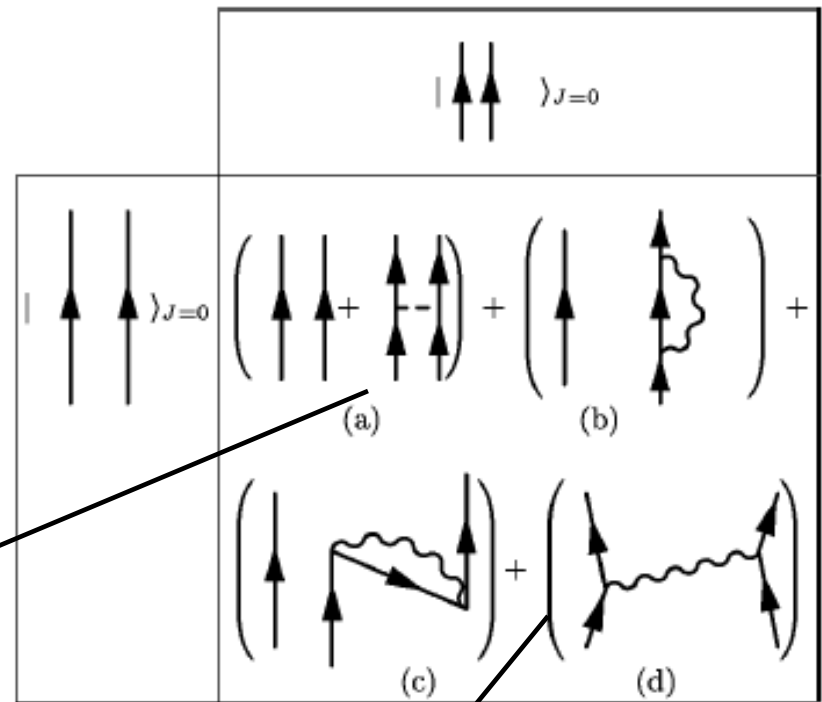 | ⟩J=0
| ⟩J=0
( + ) + ( ) +
(a) (b)
( ) + ( )
(c) (d)